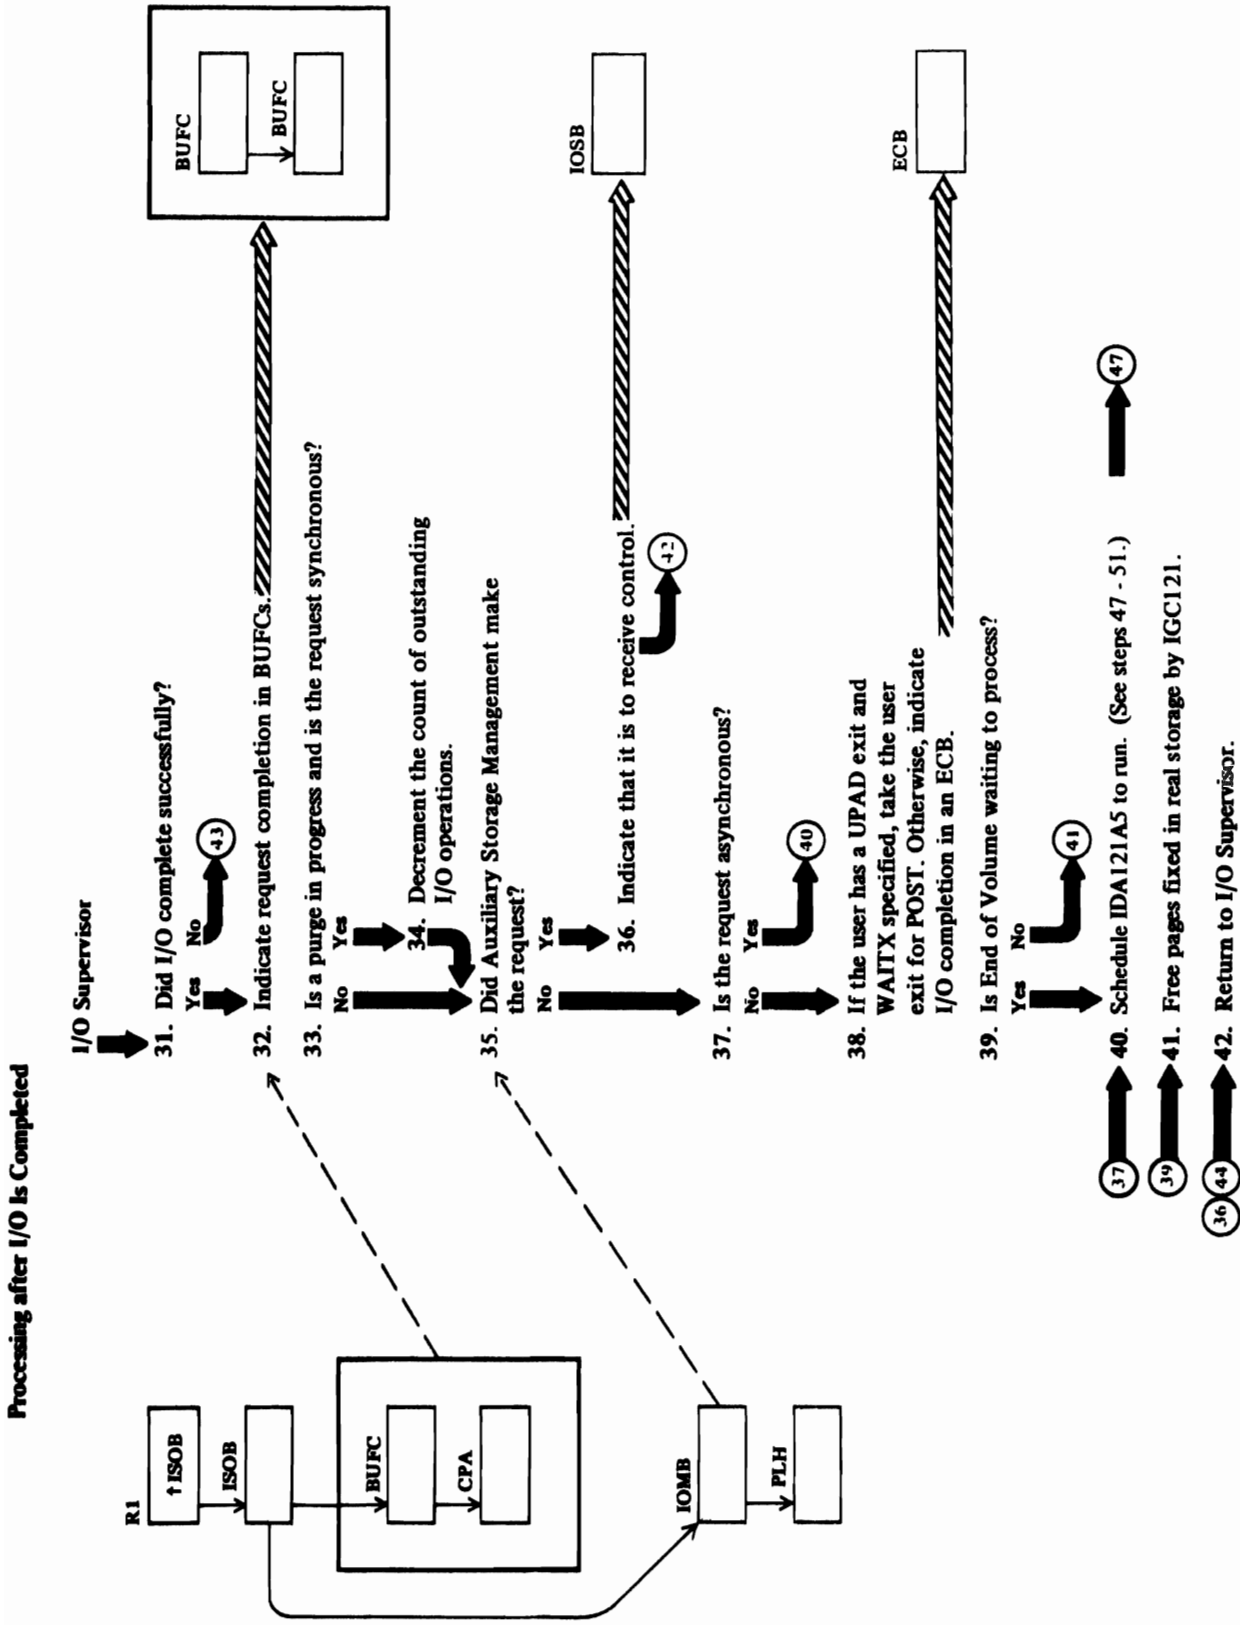 Processing after I/O Is Completed
R1
↑ISOB
ISOB
BUFC
CPA
IOMB
PLH
I/O Supervisor
31. Did I/O complete successfully?
Yes No
43
32. Indicate request completion in BUFCs.
BUFC
BUFC
33. Is a purge in progress and is the request synchronous?
No Yes
34. Decrement the count of outstanding
I/O operations.
35. Did Auxiliary Storage Management make
the request?
No Yes
36. Indicate that it is to receive control.
IOSB
42
37. Is the request asynchronous?
No Yes
40
38. If the user has a UPAD exit and
WAITX specified, take the user
exit for POST. Otherwise, indicate
I/O completion in an ECB.
ECB
39. Is End of Volume waiting to process?
Yes No
41
37 40. Schedule IDA121A5 to run. (See steps 47 - 51.) 47
39 41. Free pages fixed in real storage by IGC121.
36 44 42. Return to I/O Supervisor.